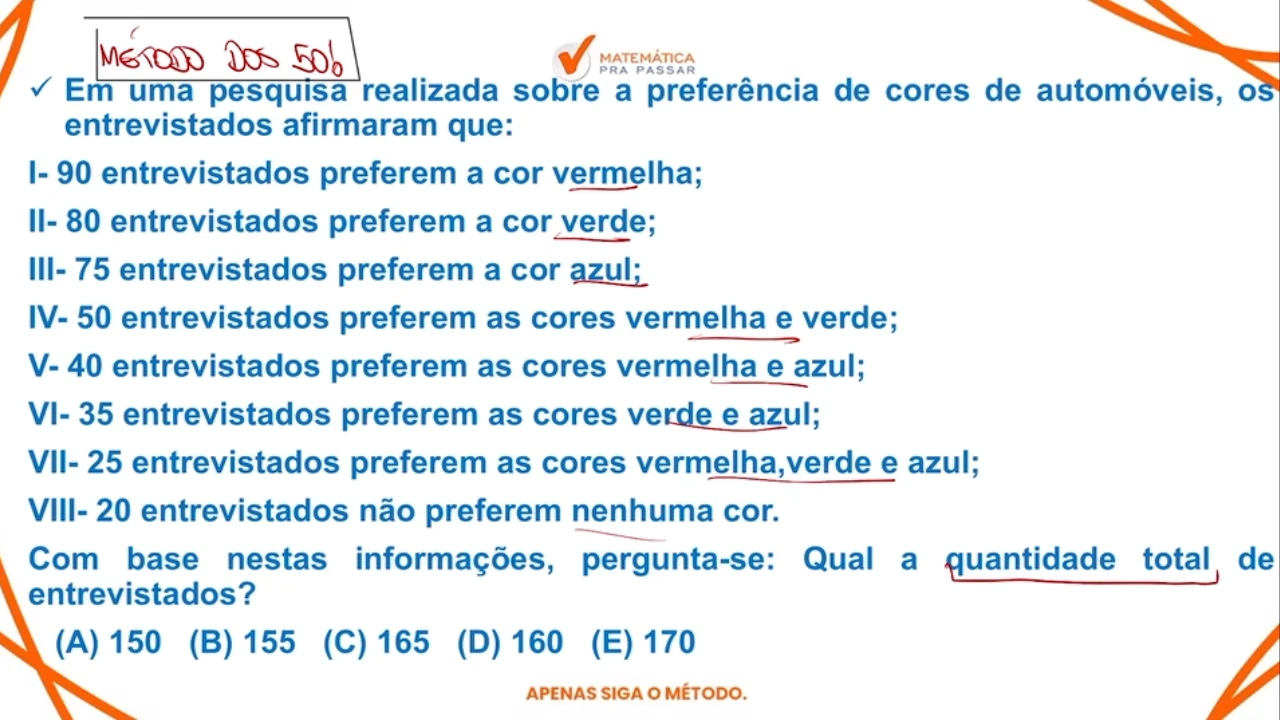 MÉTODO DOS 50%
MATEMÁTICA
PRA PASSAR
✓ Em uma pesquisa realizada sobre a preferência de cores de automóveis, os
entrevistados afirmaram que:
I- 90 entrevistados preferem a cor vermelha;
II- 80 entrevistados preferem a cor verde;
III- 75 entrevistados preferem a cor azul;
IV- 50 entrevistados preferem as cores vermelha e verde;
V- 40 entrevistados preferem as cores vermelha e azul;
VI- 35 entrevistados preferem as cores verde e azul;
VII- 25 entrevistados preferem as cores vermelha,verde e azul;
VIII- 20 entrevistados não preferem nenhuma cor.
Com base nestas informações, pergunta-se: Qual a quantidade total de
entrevistados?
(A) 150 (B) 155 (C) 165 (D) 160 (E) 170
APENAS SIGA O MÉTODO.